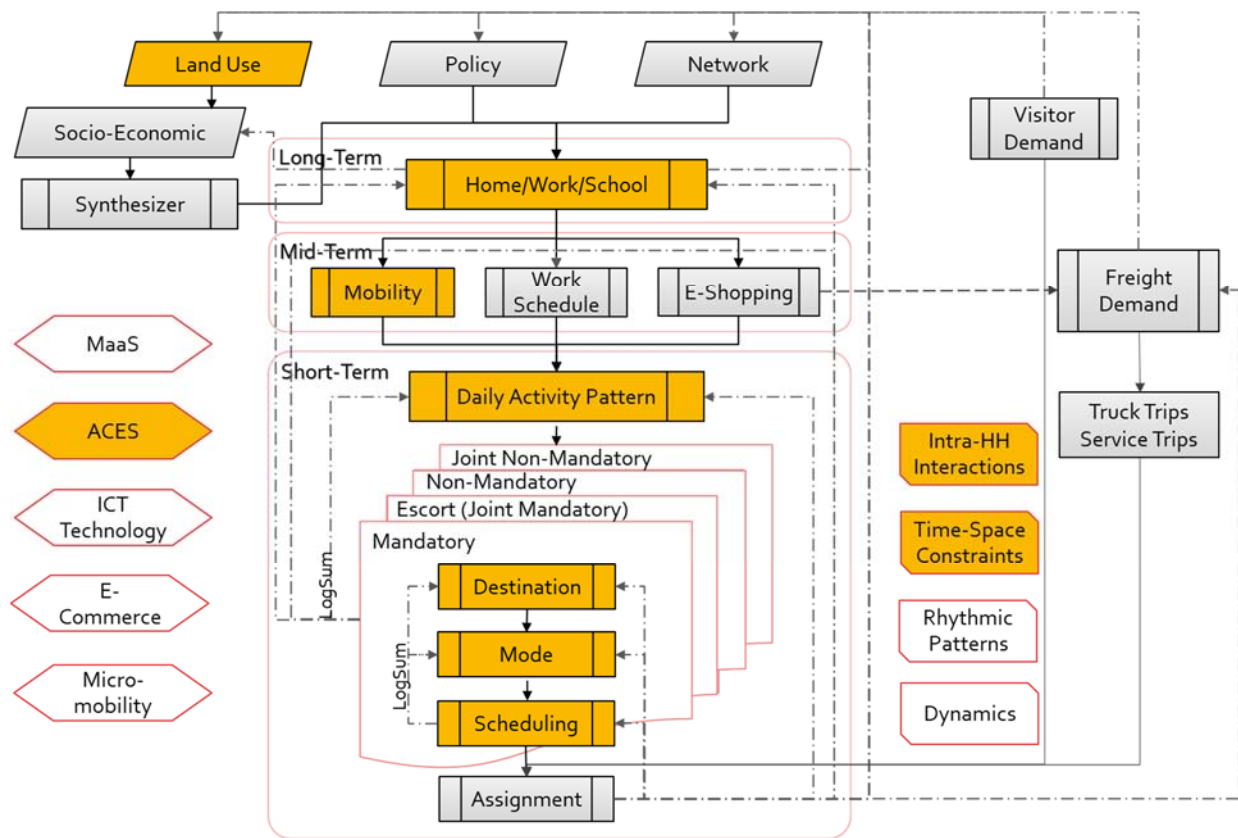 Land Use
Policy
Network
Socio-Economic
Visitor
Demand
Long-Term
Home/Work/School
Synthesizer
Mid-Term
Mobility
Work
Schedule
E-Shopping
Freight
Demand
MaaS
Short-Term
Daily Activity Pattern
Truck Trips
Service Trips
ACES
Intra-HH
Interactions
Joint Non-Mandatory
Non-Mandatory
Escort (Joint Mandatory)
Mandatory
ICT
Technology
Time-Space
Constraints
LogSum
Destination
E-
Commerce
Rhythmic
Patterns
Mode
LogSum
Micro-
mobility
Scheduling
Dynamics
Assignment